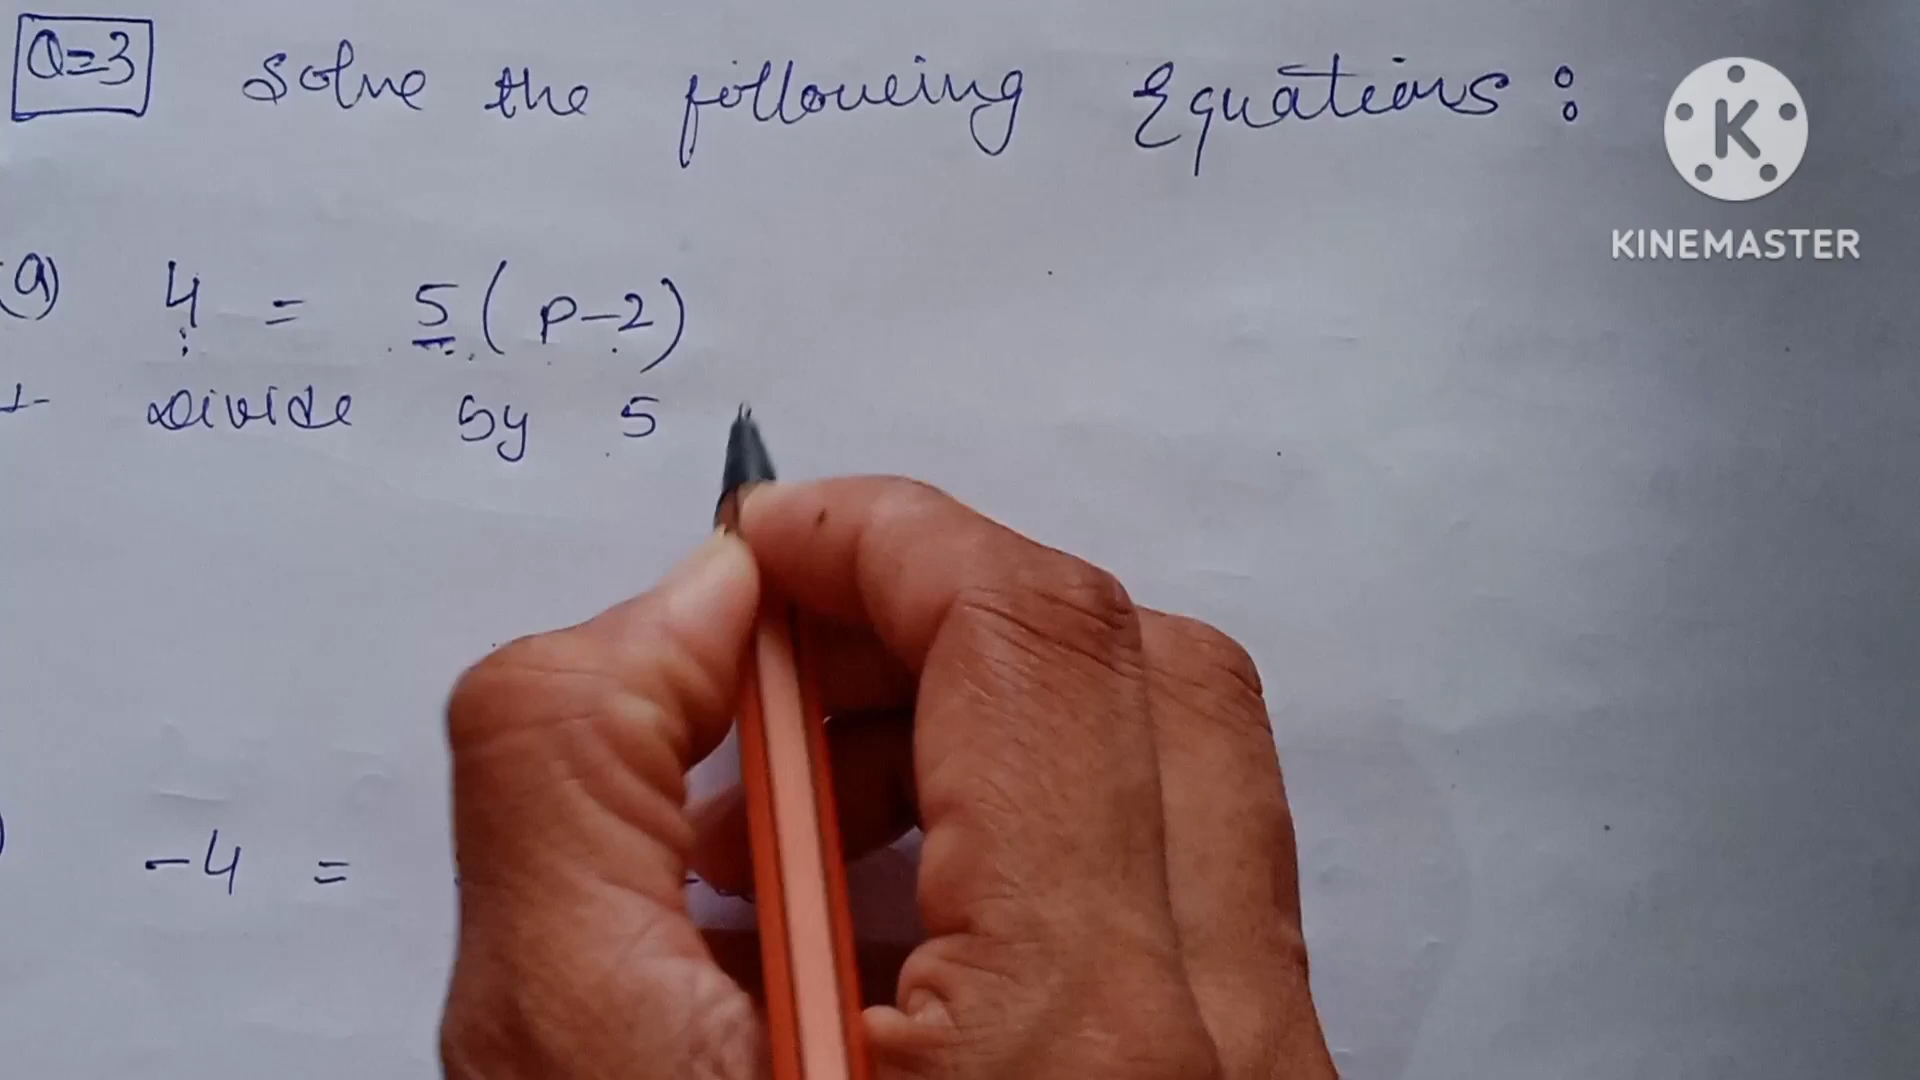 Q=3 Solve the following Equations :
K
KINEMASTER
(a) 4 = 5(p-2)
Divide by 5
-4 =